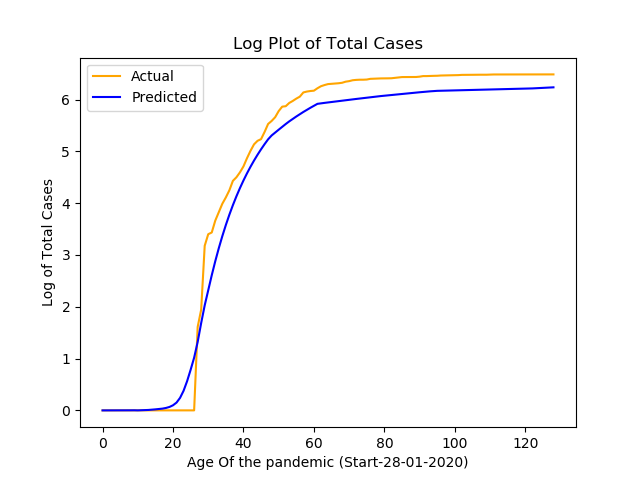 Log Plot of Total Cases
Actual
Predicted
Log of Total Cases
6
5
4
3
2
1
0
0 20 40 60 80 100 120
Age Of the pandemic (Start-28-01-2020)